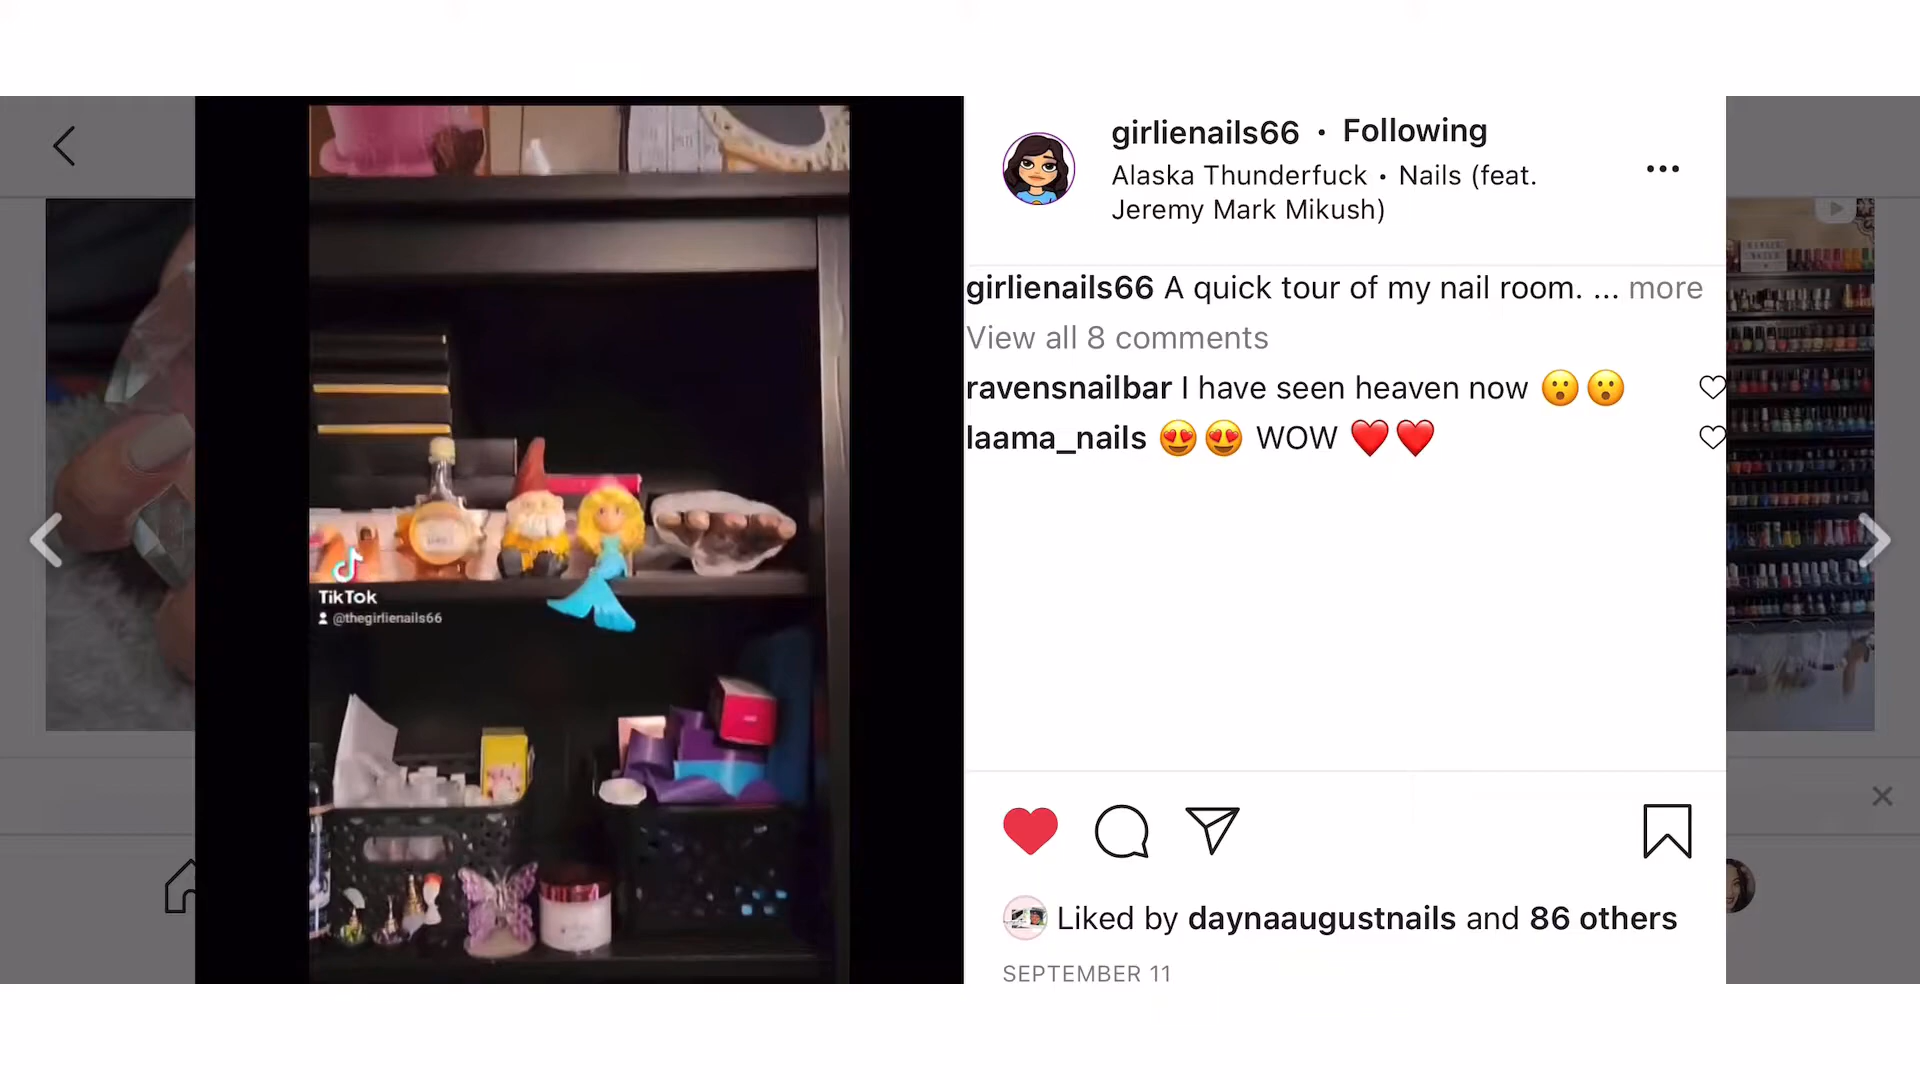 girlienails66 • Following
Alaska Thunderfuck • Nails (feat.
Jeremy Mark Mikush)
girlienails66 A quick tour of my nail room. ... more
View all 8 comments
ravensnailbar I have seen heaven now 😮😮
laama_nails 😍😍 WOW ❤️❤️
TikTok
@thegirlienails66
Liked by daynaaugustnails and 86 others
SEPTEMBER 11